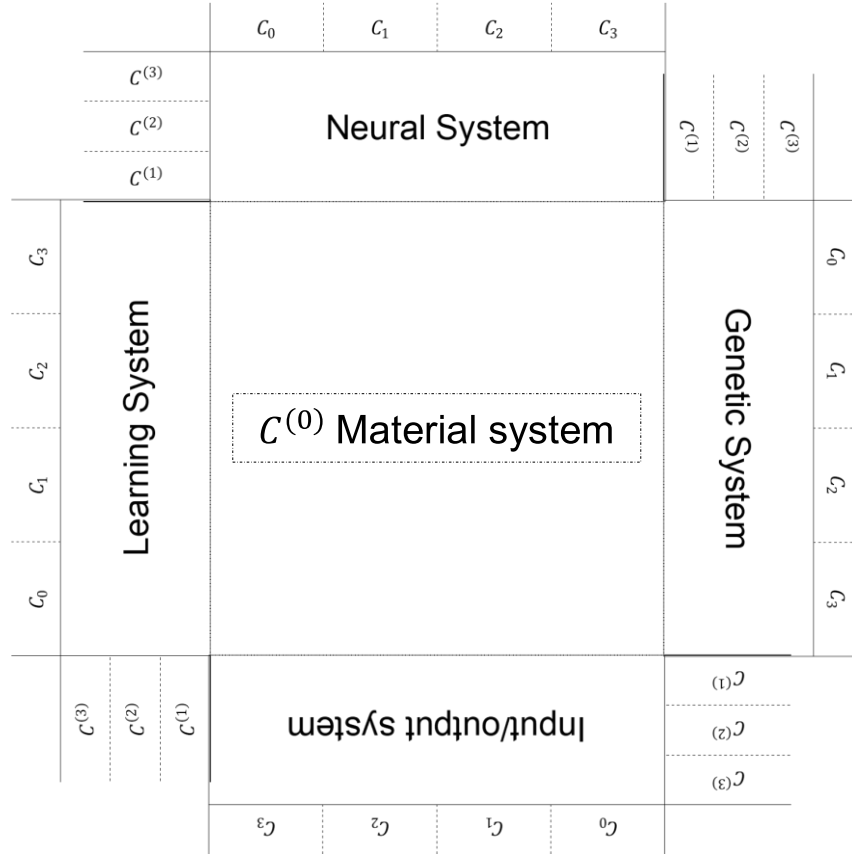 C₀ C₁ C₂ C₃
C⁽³⁾
C⁽²⁾
C⁽¹⁾
Neural System
C⁽¹⁾ C⁽²⁾ C⁽³⁾
C₀ C₁ C₂ C₃
Genetic System
C⁽⁰⁾ Material system
C₀ C₁ C₂ C₃
Learning System
C⁽³⁾ C⁽²⁾ C⁽¹⁾
Input/output system
C⁽¹⁾
C⁽²⁾
C⁽³⁾
C₀ C₁ C₂ C₃